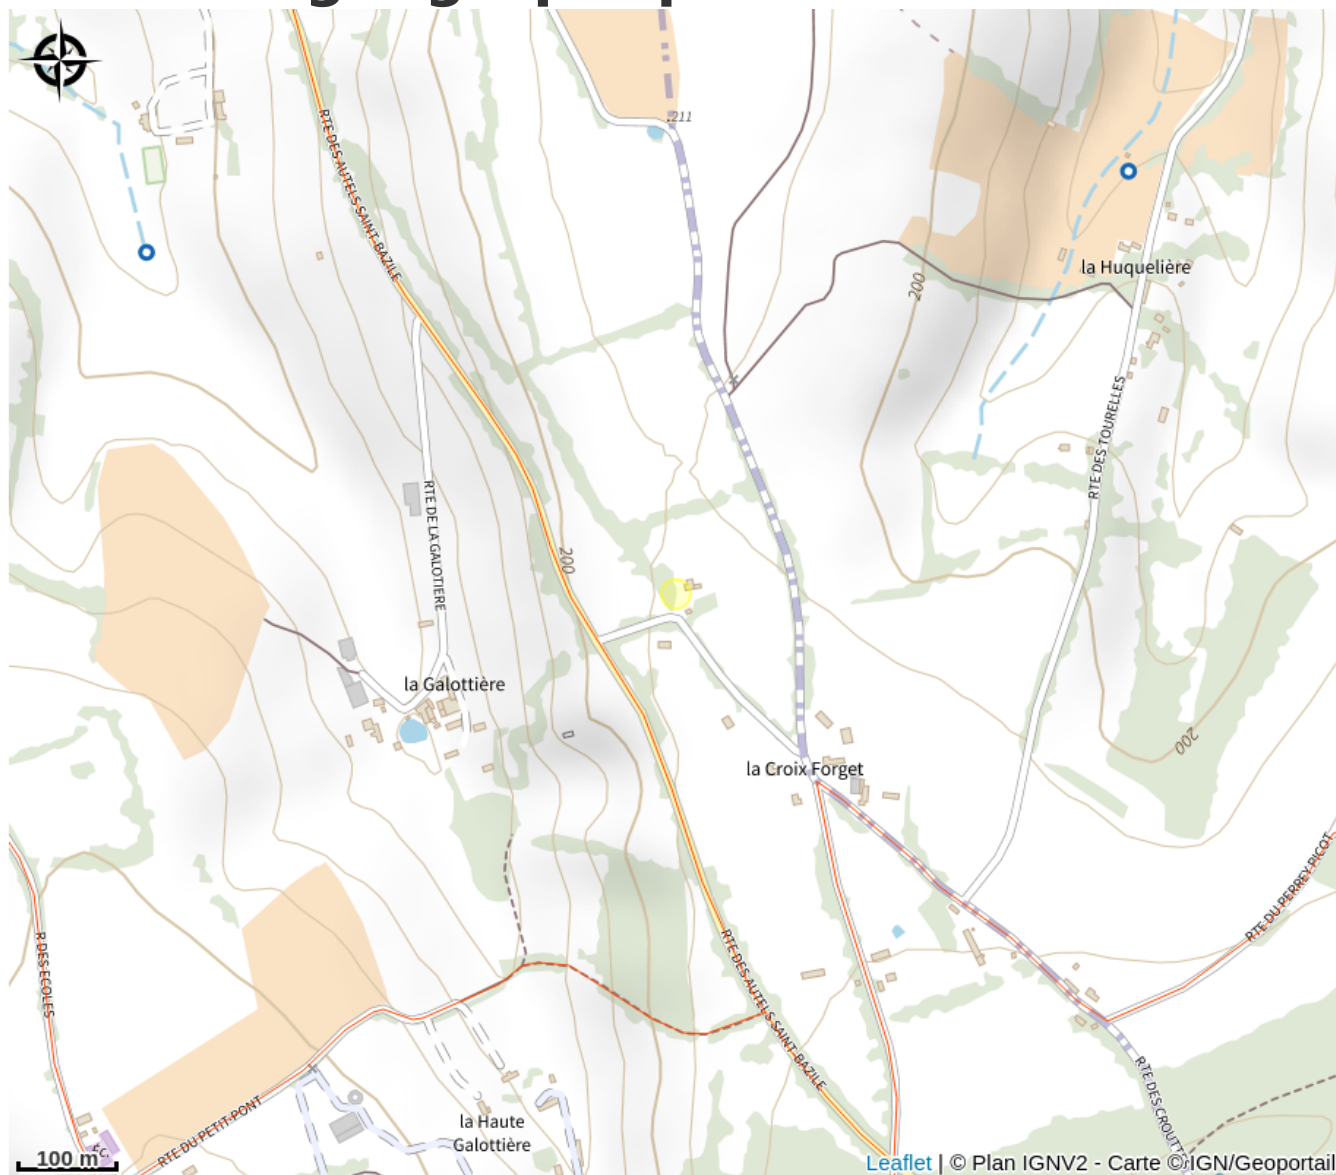 211
RTE DES AUTELS SAINT-BAZILE
la Huquelière
200
RTE DES TOURELLES
RTE DE LA GALOTIERE
200
la Galottière
200
la Croix Forget
RTE DU PERREY PICOT
R DES ECOLES
RTE DES AUTELS SAINT-BAZILE
RTE DES CROUTTES
RTE DU PETIT PONT
la Haute
Galottière
Éc.
100 m
Leaflet | © Plan IGNV2 - Carte © IGN/Geoportail